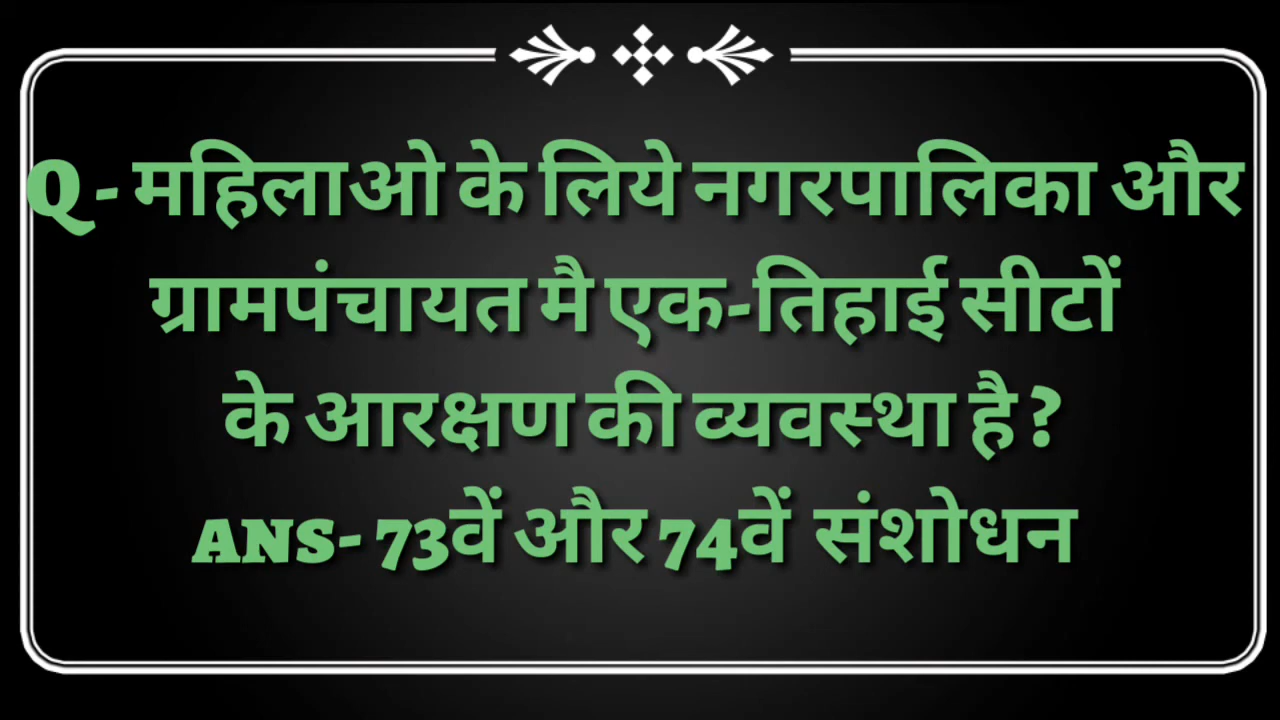 Q - महिलाओ के लिये नगरपालिका और
ग्रामपंचायत मै एक-तिहाई सीटों
के आरक्षण की व्यवस्था है ?
ANS- 73वें और 74वें संशोधन